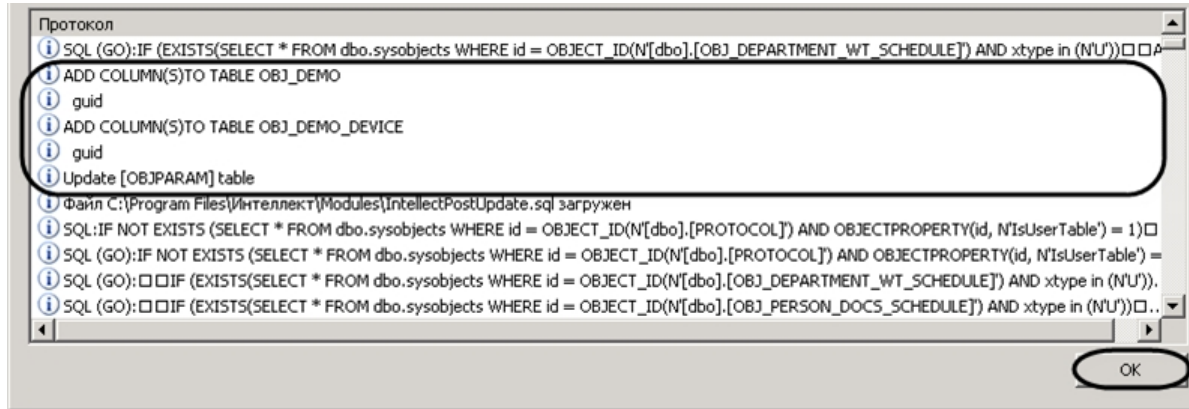 Протокол
SQL (GO):IF (EXISTS(SELECT * FROM dbo.sysobjects WHERE id = OBJECT_ID(N'[dbo].[OBJ_DEPARTMENT_WT_SCHEDULE]') AND xtype in (N'U'))□□A
ADD COLUMN(S)TO TABLE OBJ_DEMO
guid
ADD COLUMN(S)TO TABLE OBJ_DEMO_DEVICE
guid
Update [OBJPARAM] table
Файл C:\Program Files\Интеллект\Modules\IntellectPostUpdate.sql загружен
SQL:IF NOT EXISTS (SELECT * FROM dbo.sysobjects WHERE id = OBJECT_ID(N'[dbo].[PROTOCOL]') AND OBJECTPROPERTY(id, N'IsUserTable') = 1)□
SQL (GO):IF NOT EXISTS (SELECT * FROM dbo.sysobjects WHERE id = OBJECT_ID(N'[dbo].[PROTOCOL]') AND OBJECTPROPERTY(id, N'IsUserTable') =
SQL (GO):□□IF (EXISTS(SELECT * FROM dbo.sysobjects WHERE id = OBJECT_ID(N'[dbo].[OBJ_DEPARTMENT_WT_SCHEDULE]') AND xtype in (N'U')).
SQL (GO):□□IF (EXISTS(SELECT * FROM dbo.sysobjects WHERE id = OBJECT_ID(N'[dbo].[OBJ_PERSON_DOCS_SCHEDULE]') AND xtype in (N'U'))□..
OK